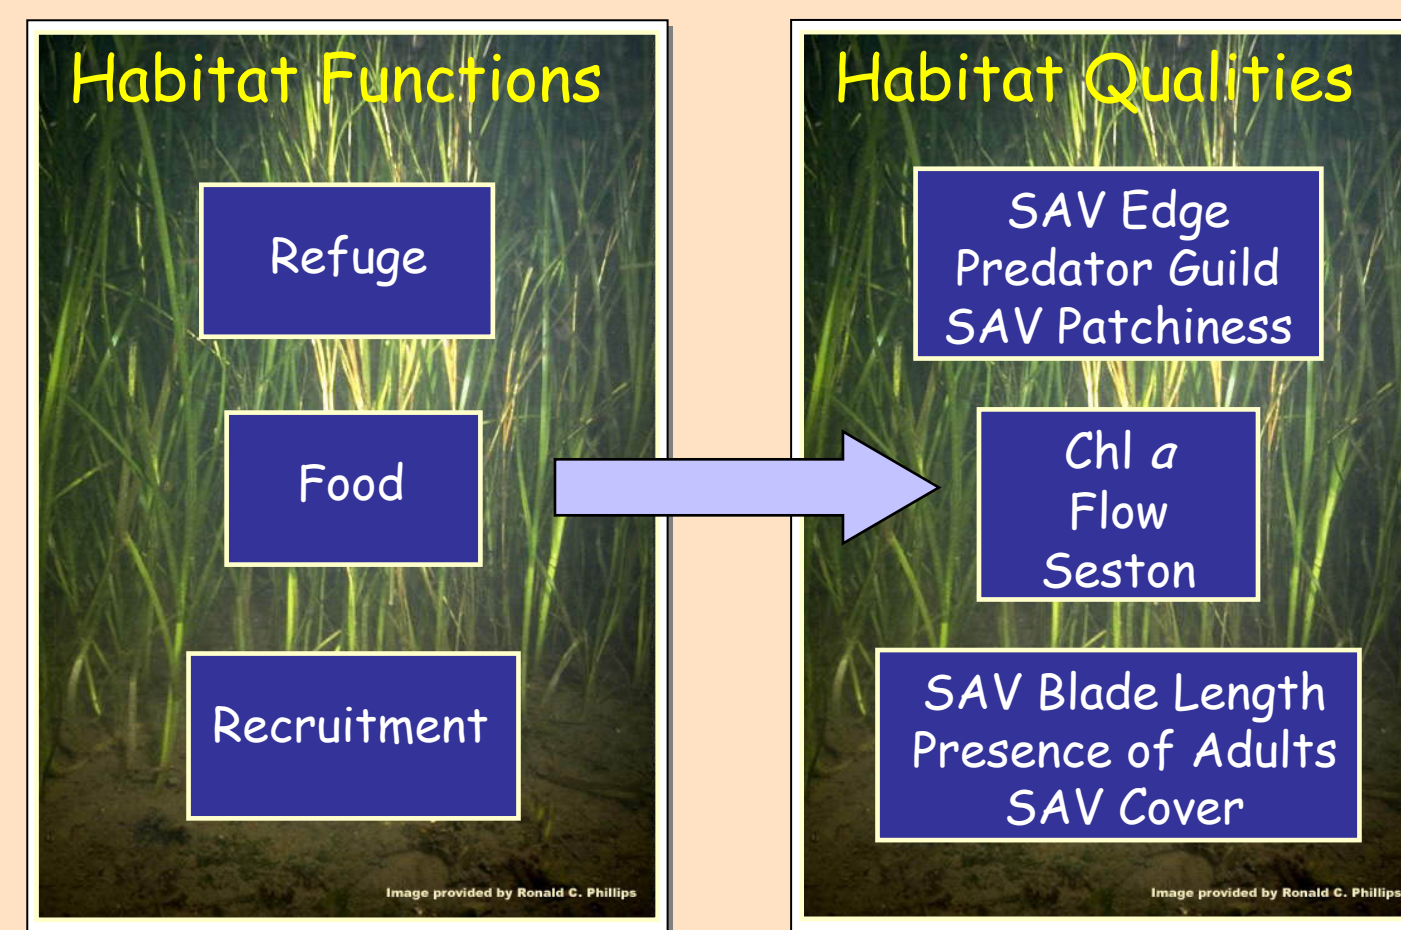 Habitat Functions
Refuge
Food
Recruitment
Image provided by Ronald C. Phillips
Habitat Qualities
SAV Edge
Predator Guild
SAV Patchiness
Chl a
Flow
Seston
SAV Blade Length
Presence of Adults
SAV Cover
Image provided by Ronald C. Phillips